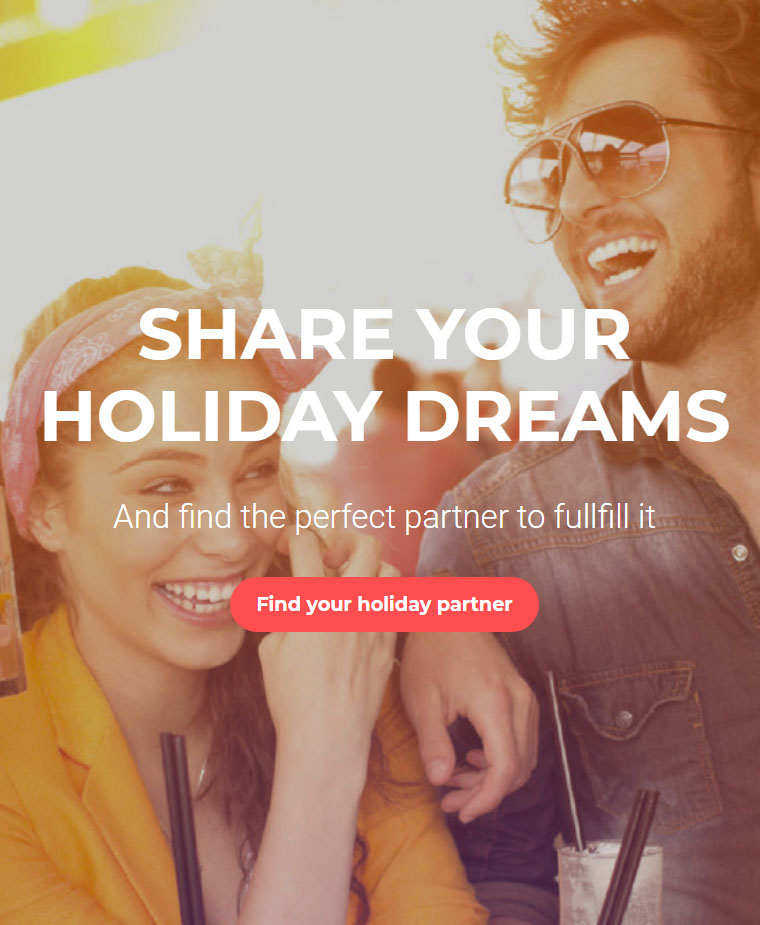 SHARE YOUR
HOLIDAY DREAMS
And find the perfect partner to fullfill it
Find your holiday partner